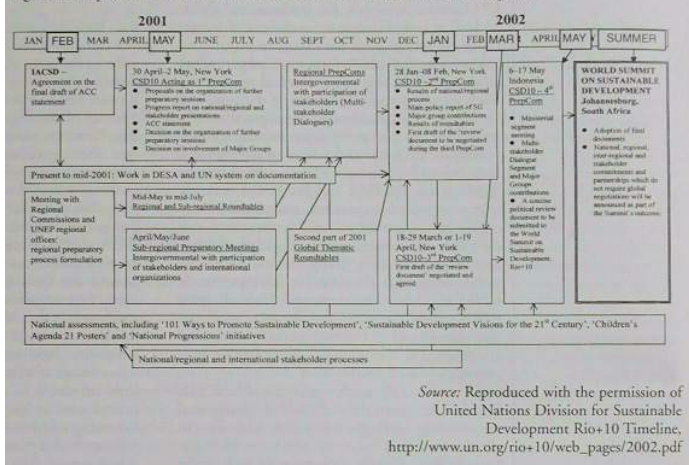 2001
2002
JAN FEB MAR APRIL MAY JUNE JULY AUG SEPT OCT NOV DEC JAN FEB MAR APRIL MAY SUMMER
IACSD –
Agreement on the
final draft of ACC
statement
30 April–2 May, New York
CSD10 Acting as 1st PrepCom
• Proposals on the organization of further
preparatory sessions
• Progress report on national/regional and
stakeholder presentations
• ACC statement
• Decision on the organization of further
preparatory sessions
• Decision on involvement of Major Groups
Regional PrepComs
Intergovernmental
with participation of
stakeholders (Multi-
stakeholder
Dialogues)
28 Jan–08 Feb, New York
CSD10 –2nd PrepCom
• Results of national/regional
process
• Main policy report of SG
• Major group contributions
• Results of roundtables
• First draft of the 'review
document to be negotiated
during the third PrepCom
6–17 May
Indonesia
CSD10 – 4th
PrepCom
• Ministerial
segment
meeting
• Multi-
stakeholder
Dialogue
Segment and
Major Groups
contributions
• A concise
political review
document to be
submitted to
the World
Summit on
Sustainable
Development,
Rio+10
WORLD SUMMIT
ON SUSTAINABLE
DEVELOPMENT
Johannesburg,
South Africa
• Adoption of final
documents
• National, regional,
inter-regional and
stakeholder
commitments and
partnerships which do
not require global
negotiations will be
announced as part of
the Summit's outcome
Present to mid-2001: Work in DESA and UN system on documentation
Meeting with
Regional
Commissions and
UNEP regional
offices:
regional preparatory
process formulation
Mid-May to mid-July
Regional and Sub-regional Roundtables
April/May/June
Sub-regional Preparatory Meetings
Intergovernmental with participation
of stakeholders and international
organizations
Second part of 2001
Global Thematic
Roundtables
18-29 March or 1-19
April, New York
CSD10–3rd PrepCom
First draft of the 'review
document' negotiated and
agreed
National assessments, including '101 Ways to Promote Sustainable Development', 'Sustainable Development Visions for the 21st Century', 'Children's
Agenda 21 Posters' and 'National Progressions' initiatives
National/regional and international stakeholder processes
Source: Reproduced with the permission of
United Nations Division for Sustainable
Development Rio+10 Timeline,
http://www.un.org/rio+10/web_pages/2002.pdf